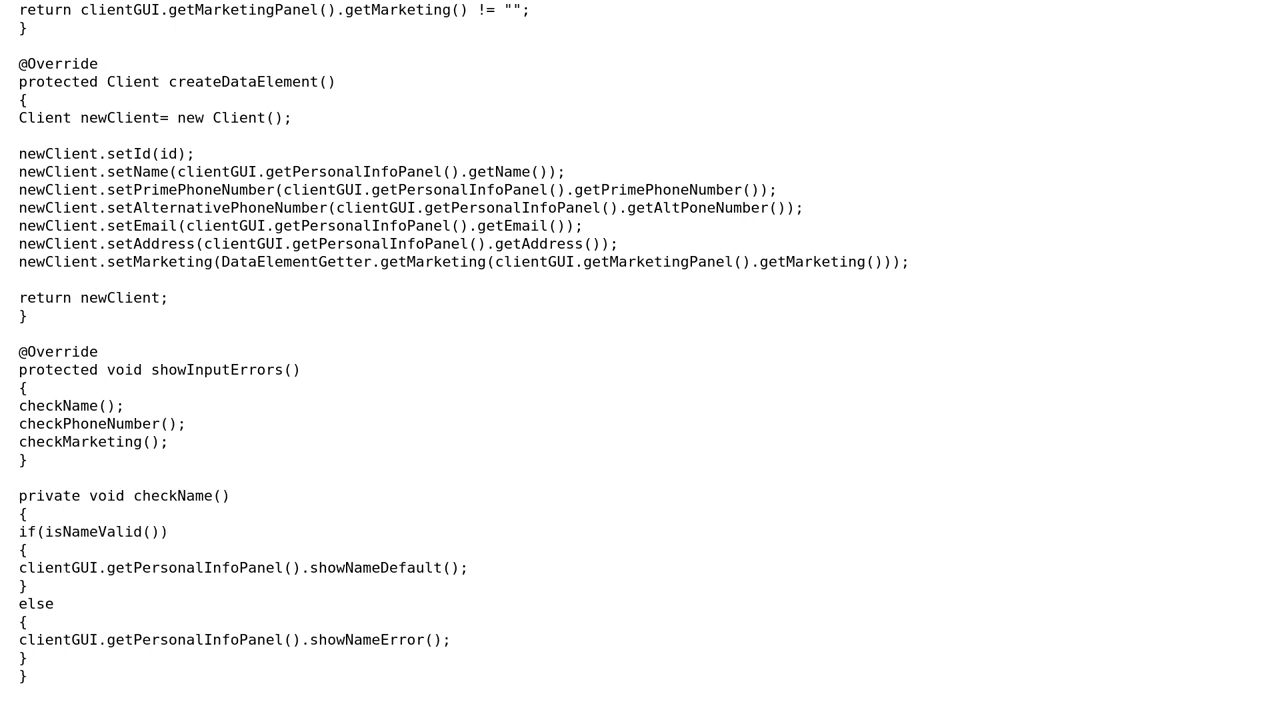 return clientGUI.getMarketingPanel().getMarketing() != "";
}
@Override
protected Client createDataElement()
{
Client newClient= new Client();
newClient.setId(id);
newClient.setName(clientGUI.getPersonalInfoPanel().getName());
newClient.setPrimePhoneNumber(clientGUI.getPersonalInfoPanel().getPrimePhoneNumber());
newClient.setAlternativePhoneNumber(clientGUI.getPersonalInfoPanel().getAltPoneNumber());
newClient.setEmail(clientGUI.getPersonalInfoPanel().getEmail());
newClient.setAddress(clientGUI.getPersonalInfoPanel().getAddress());
newClient.setMarketing(DataElementGetter.getMarketing(clientGUI.getMarketingPanel().getMarketing()));
return newClient;
}
@Override
protected void showInputErrors()
{
checkName();
checkPhoneNumber();
checkMarketing();
}
private void checkName()
{
if(isNameValid())
{
clientGUI.getPersonalInfoPanel().showNameDefault();
}
else
{
clientGUI.getPersonalInfoPanel().showNameError();
}
}